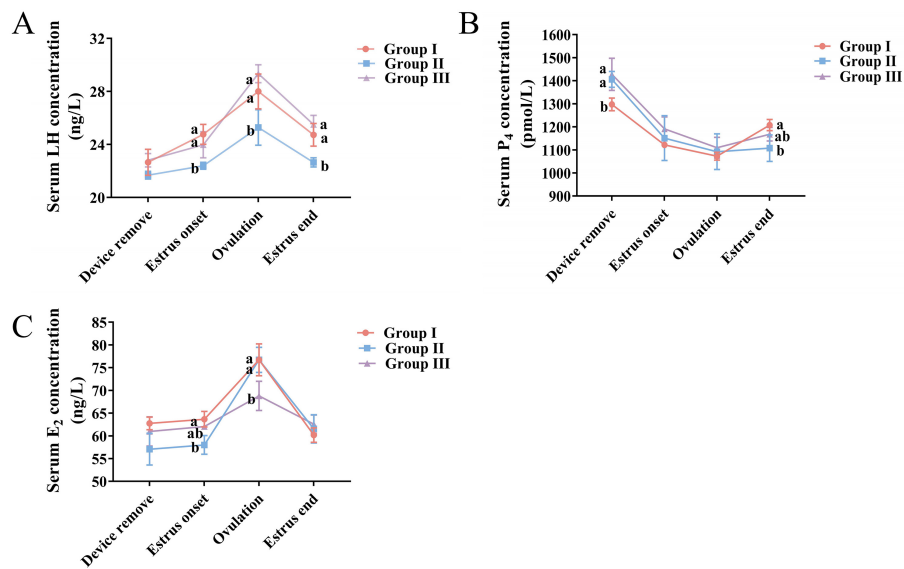 A
Serum LH concentration
(ng/L)
32
28
24
20
a
a
b
a
a
b
a
a
b
Group I
Group II
Group III
Device remove
Estrus onset
Ovulation
Estrus end
B
Serum P₄ concentration
(pmol/L)
1600
1500
1400
1300
1200
1100
1000
900
a
a
b
a
ab
b
Group I
Group II
Group III
Device remove
Estrus onset
Ovulation
Estrus end
C
Serum E₂ concentration
(ng/L)
85
80
75
70
65
60
55
50
a
ab
b
a
a
b
Group I
Group II
Group III
Device remove
Estrus onset
Ovulation
Estrus end